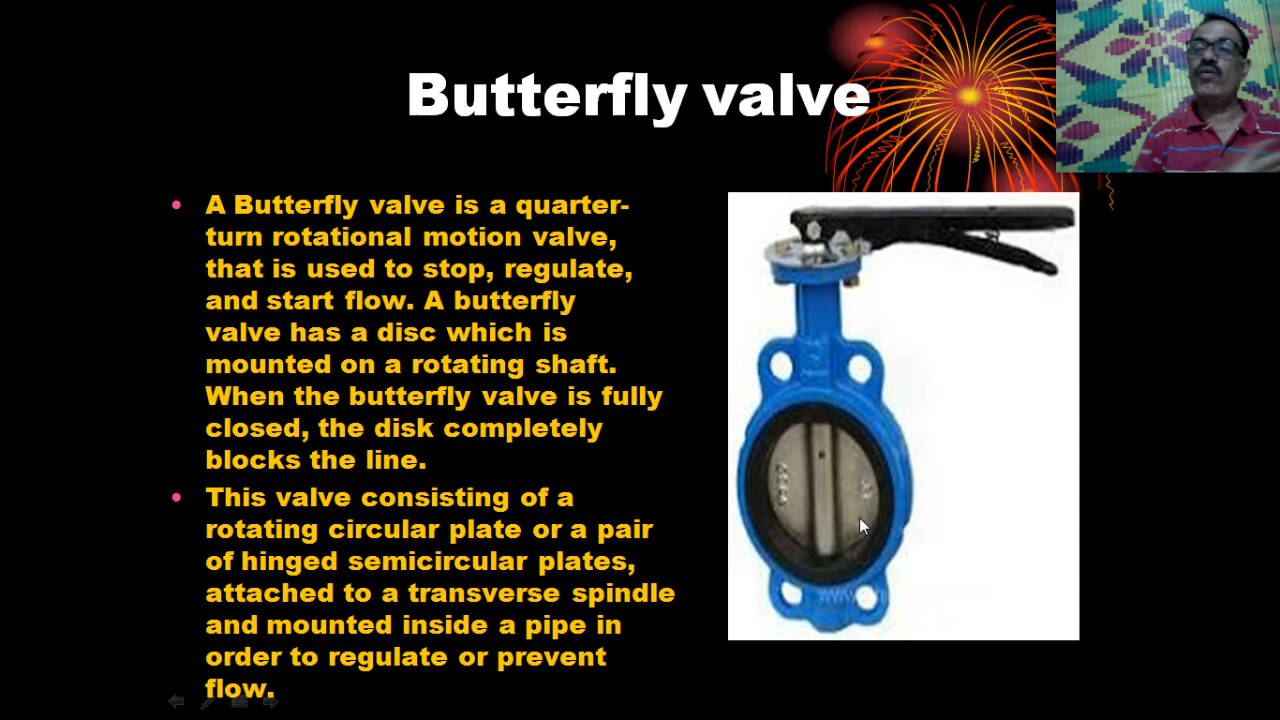 Butterfly valve
• A Butterfly valve is a quarter-
turn rotational motion valve,
that is used to stop, regulate,
and start flow. A butterfly
valve has a disc which is
mounted on a rotating shaft.
When the butterfly valve is fully
closed, the disk completely
blocks the line.
• This valve consisting of a
rotating circular plate or a pair
of hinged semicircular plates,
attached to a transverse spindle
and mounted inside a pipe in
order to regulate or prevent
flow.